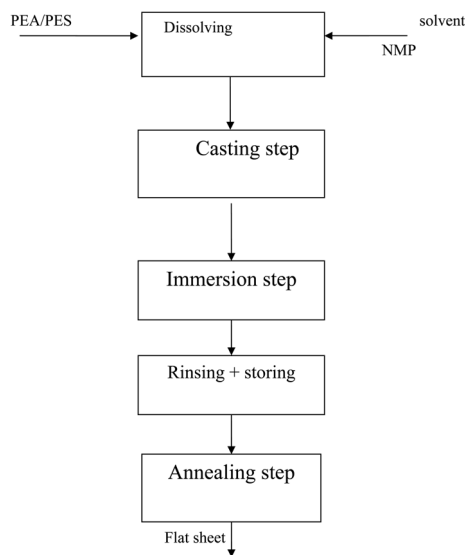 PEA/PES
Dissolving
solvent
NMP
Casting step
Immersion step
Rinsing + storing
Annealing step
Flat sheet